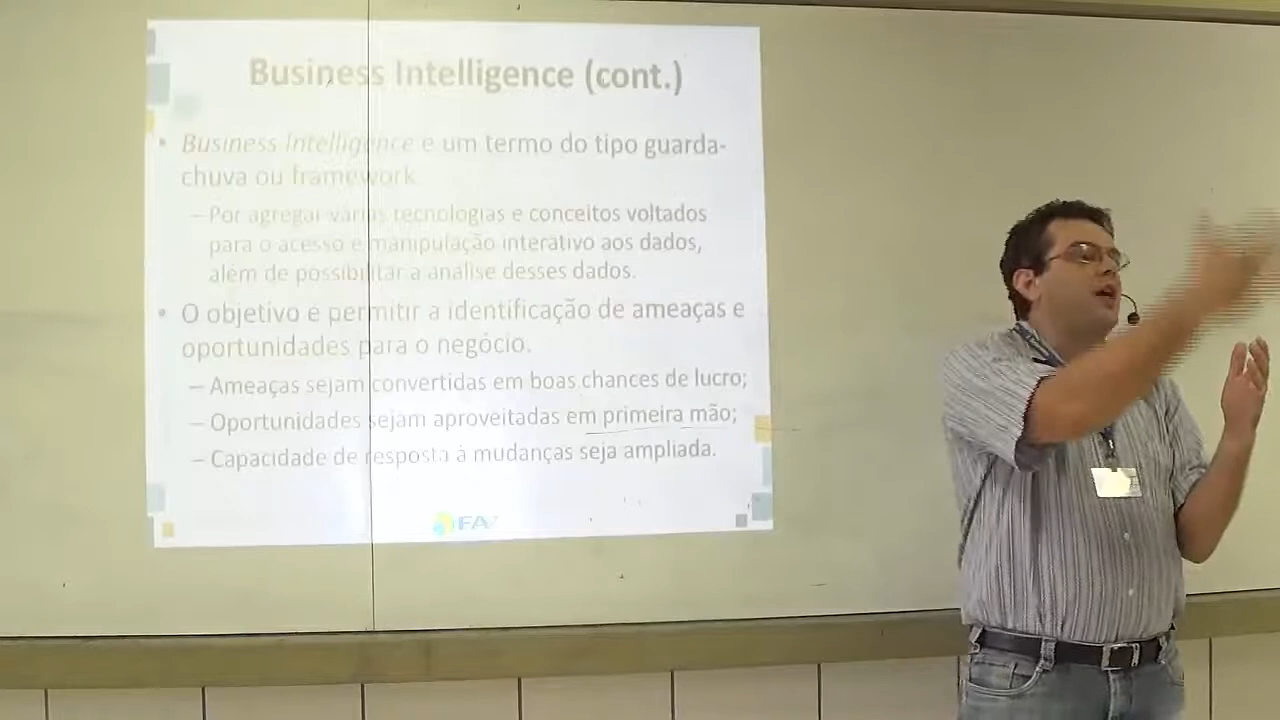 Business Intelligence (cont.)
• Business Intelligence é um termo do tipo guarda-
chuva ou framework
– Por agregar várias tecnologias e conceitos voltados
para o acesso e manipulação interativo aos dados,
além de possibilitar a análise desses dados.
• O objetivo é permitir a identificação de ameaças e
oportunidades para o negócio.
– Ameaças sejam convertidas em boas chances de lucro;
– Oportunidades sejam aproveitadas em primeira mão;
– Capacidade de resposta à mudanças seja ampliada.